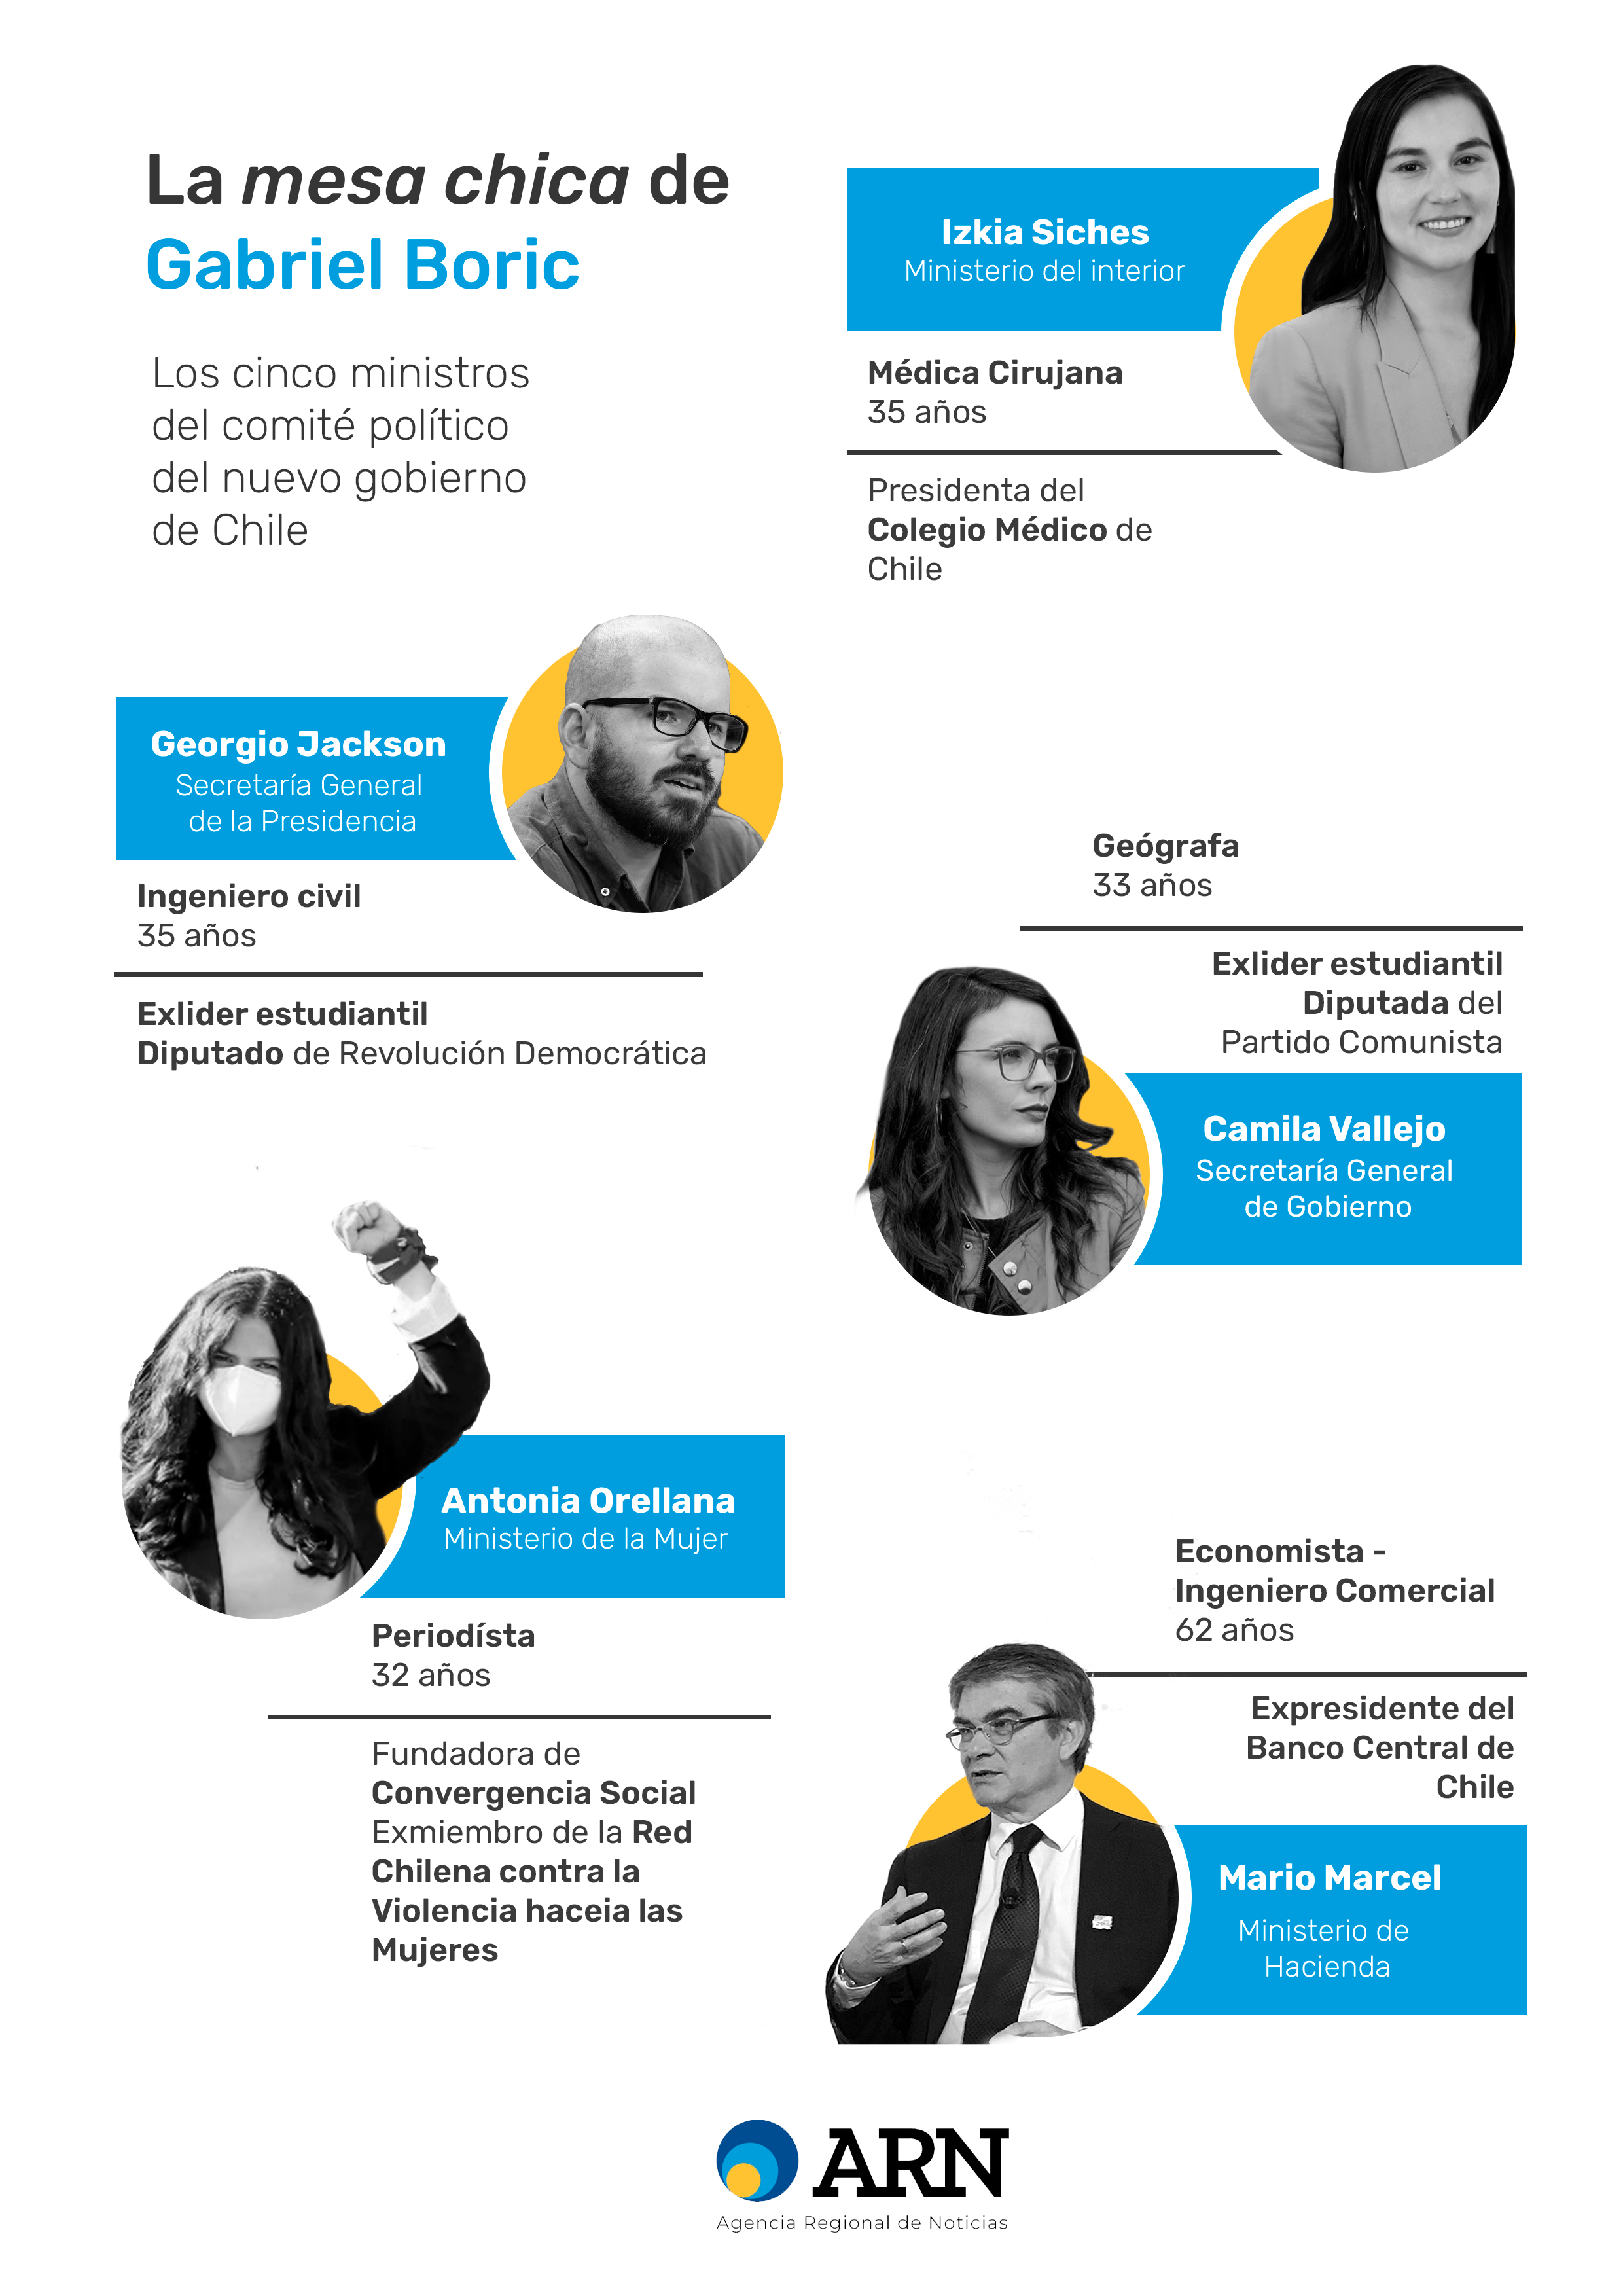 La mesa chica de
Gabriel Boric
Los cinco ministros
del comité político
del nuevo gobierno
de Chile
Izkia Siches
Ministerio del interior
Médica Cirujana
35 años
Presidenta del
Colegio Médico de
Chile
Georgio Jackson
Secretaría General
de la Presidencia
Ingeniero civil
35 años
Exlider estudiantil
Diputado de Revolución Democrática
Geógrafa
33 años
Exlider estudiantil
Diputada del
Partido Comunista
Camila Vallejo
Secretaría General
de Gobierno
Antonia Orellana
Ministerio de la Mujer
Periodísta
32 años
Fundadora de
Convergencia Social
Exmiembro de la Red
Chilena contra la
Violencia haceia las
Mujeres
Economista -
Ingeniero Comercial
62 años
Expresidente del
Banco Central de
Chile
Mario Marcel
Ministerio de
Hacienda
ARN
Agencia Regional de Noticias